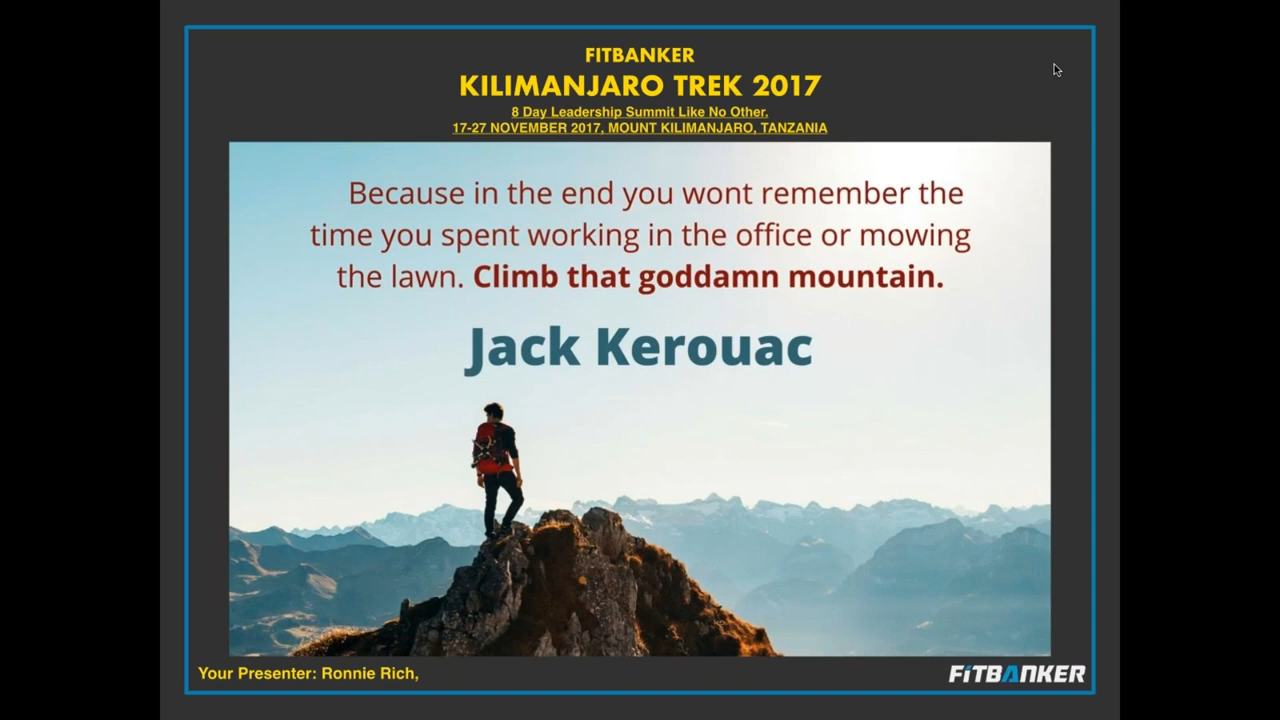 FITBANKER
KILIMANJARO TREK 2017
8 Day Leadership Summit Like No Other.
17-27 NOVEMBER 2017, MOUNT KILIMANJARO, TANZANIA
Because in the end you wont remember the
time you spent working in the office or mowing
the lawn. Climb that goddamn mountain.
Jack Kerouac
Your Presenter: Ronnie Rich,
FiTBANKER